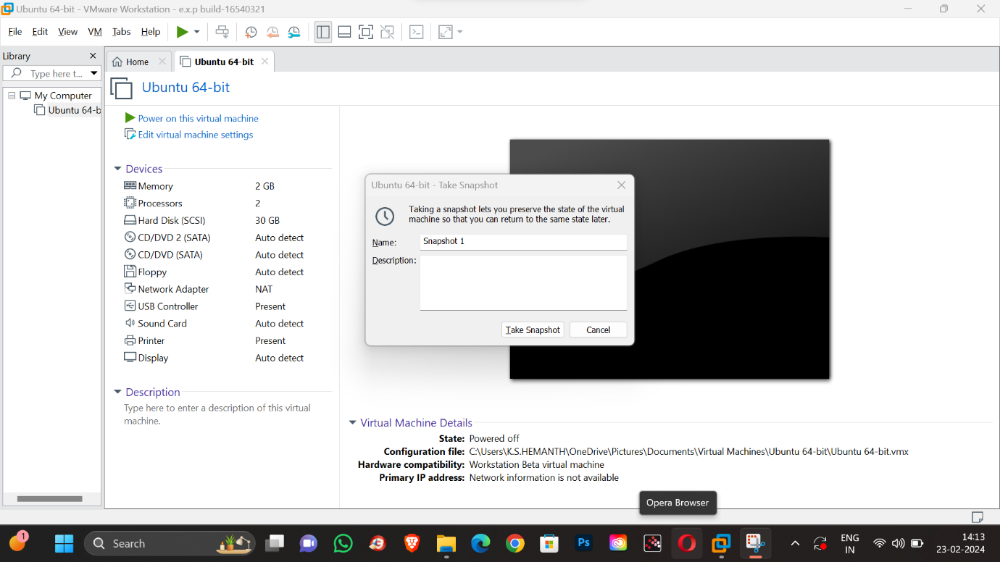 Ubuntu 64-bit - VMware Workstation - e.x.p build-16540321
File Edit View VM Tabs Help
Library
Type here t...
My Computer
Ubuntu 64-b
Home
Ubuntu 64-bit
Ubuntu 64-bit
Power on this virtual machine
Edit virtual machine settings
Devices
Memory 2 GB
Processors 2
Hard Disk (SCSI) 30 GB
CD/DVD 2 (SATA) Auto detect
CD/DVD (SATA) Auto detect
Floppy Auto detect
Network Adapter NAT
USB Controller Present
Sound Card Auto detect
Printer Present
Display Auto detect
Description
Type here to enter a description of this virtual
machine.
Ubuntu 64-bit - Take Snapshot
Taking a snapshot lets you preserve the state of the virtual
machine so that you can return to the same state later.
Name: Snapshot 1
Description:
Take Snapshot Cancel
Virtual Machine Details
State: Powered off
Configuration file: C:\Users\K.S.HEMANTH\OneDrive\Pictures\Documents\Virtual Machines\Ubuntu 64-bit\Ubuntu 64-bit.vmx
Hardware compatibility: Workstation Beta virtual machine
Primary IP address: Network information is not available
Opera Browser
1
Search
Ps
ENG
IN
14:13
23-02-2024